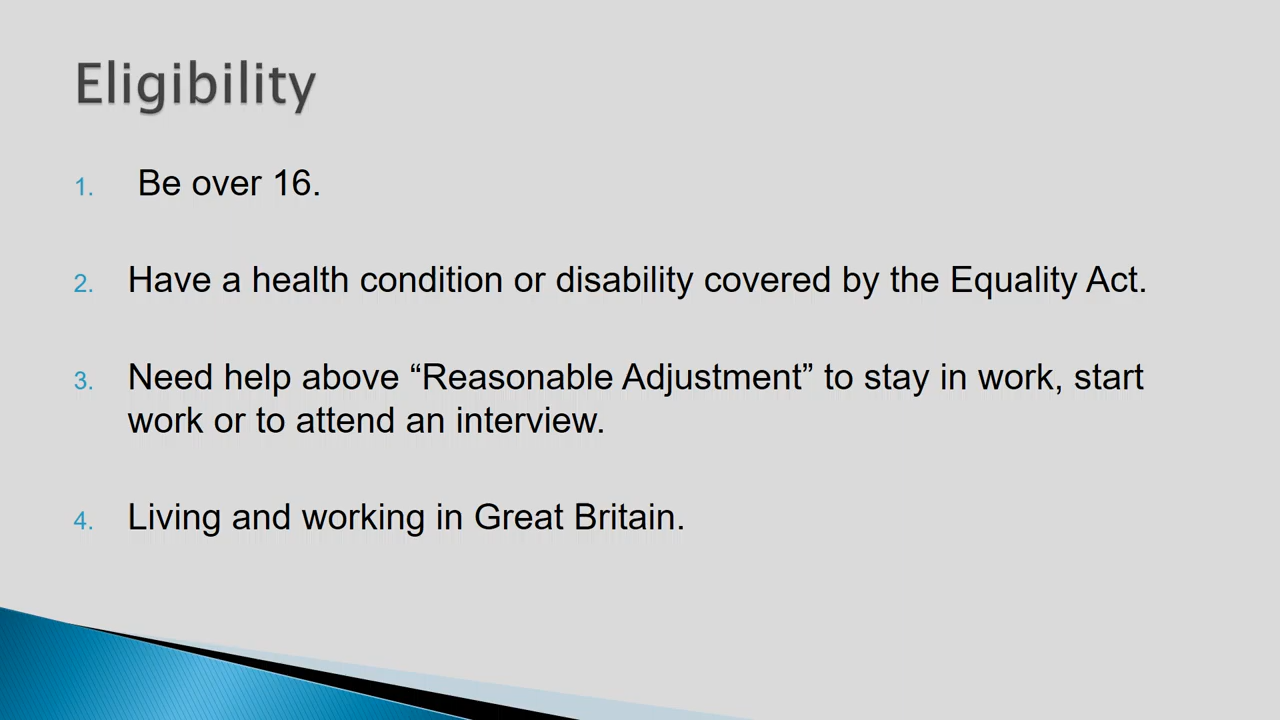 Eligibility
1. Be over 16.
2. Have a health condition or disability covered by the Equality Act.
3. Need help above “Reasonable Adjustment” to stay in work, start
work or to attend an interview.
4. Living and working in Great Britain.